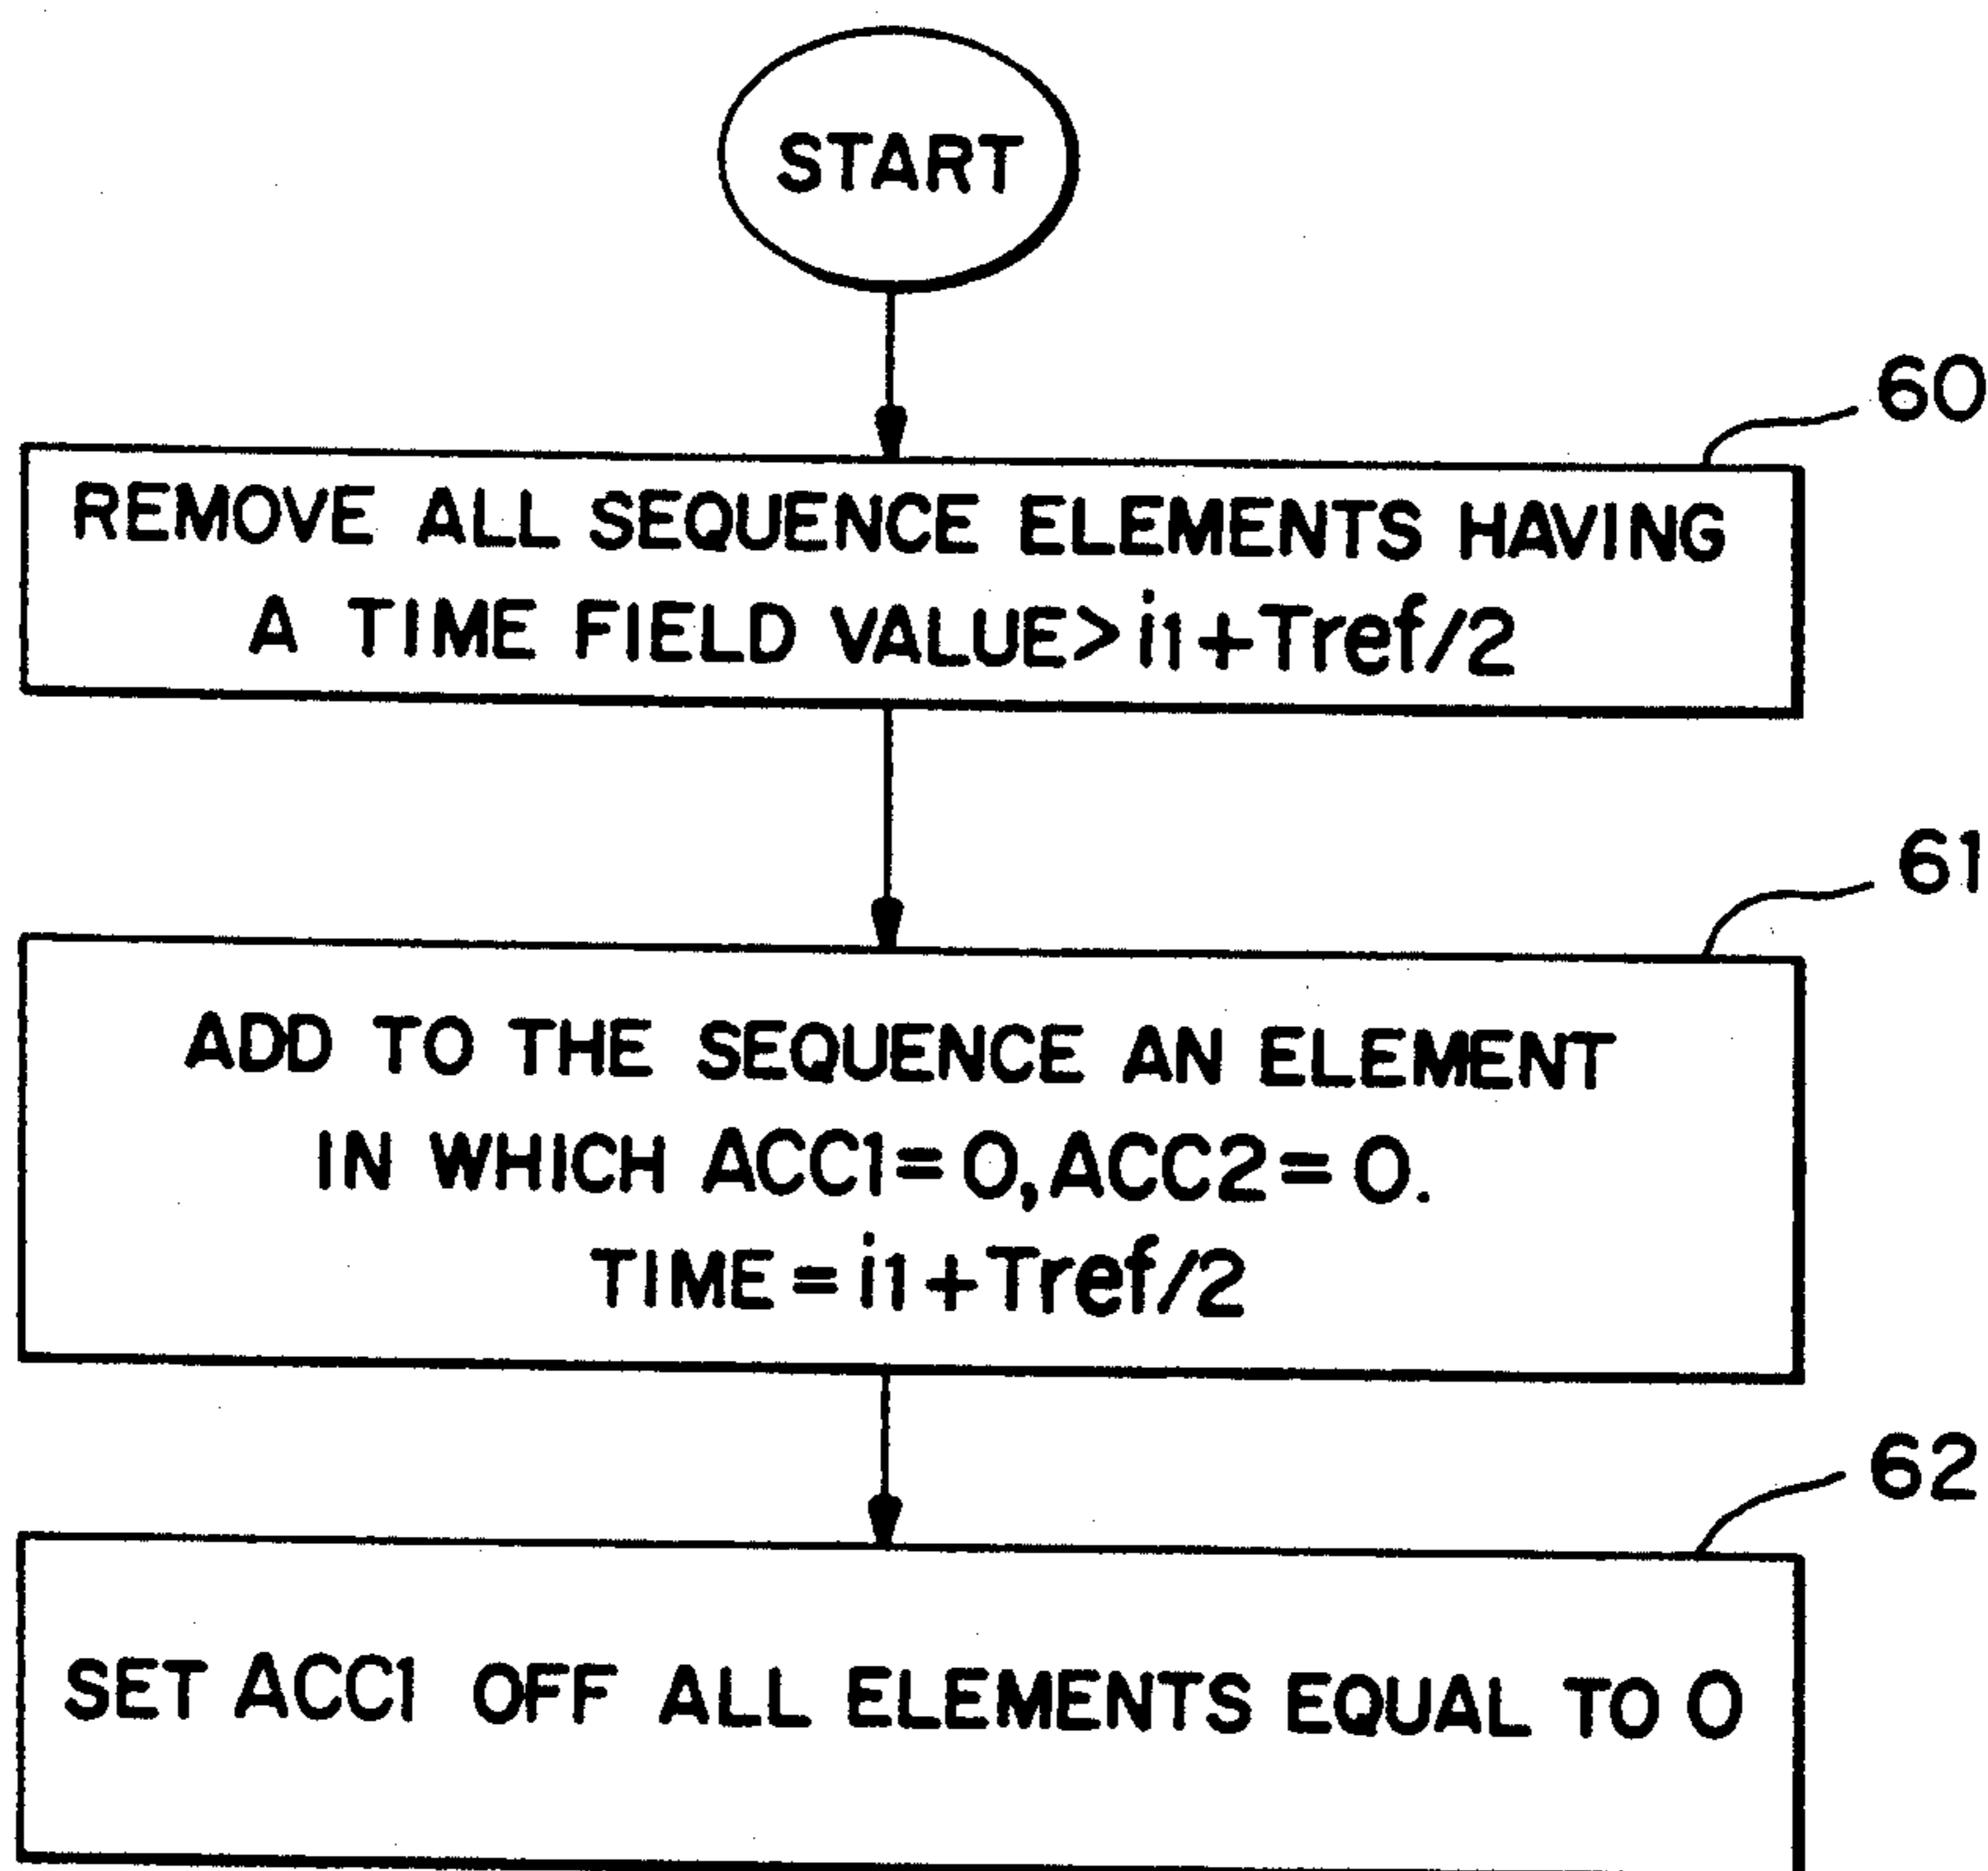 START
60
REMOVE ALL SEQUENCE ELEMENTS HAVING
A TIME FIELD VALUE>i1+Tref/2
61
ADD TO THE SEQUENCE AN ELEMENT
IN WHICH ACC1=0,ACC2=0.
TIME=i1+Tref/2
62
SET ACC1 OFF ALL ELEMENTS EQUAL TO 0